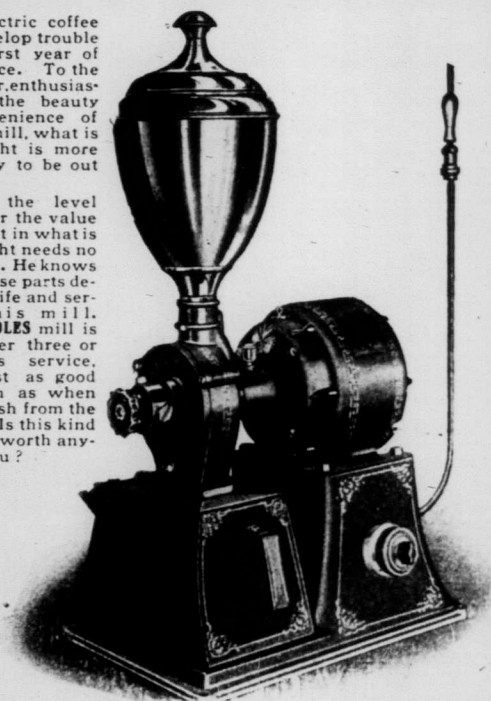 ctric coffee
elop trouble
rst year of
ce. To the
r. enthusias-
the beauty
enience of
nill, what is
ht is more
y to be out
the level
r the value
t in what is
ht needs no
. He knows
se parts de-
ife and ser-
his mill.
OLES mill is
er three or
s service,
st as good
n as when
sh from the
Is this kind
worth any-
u?